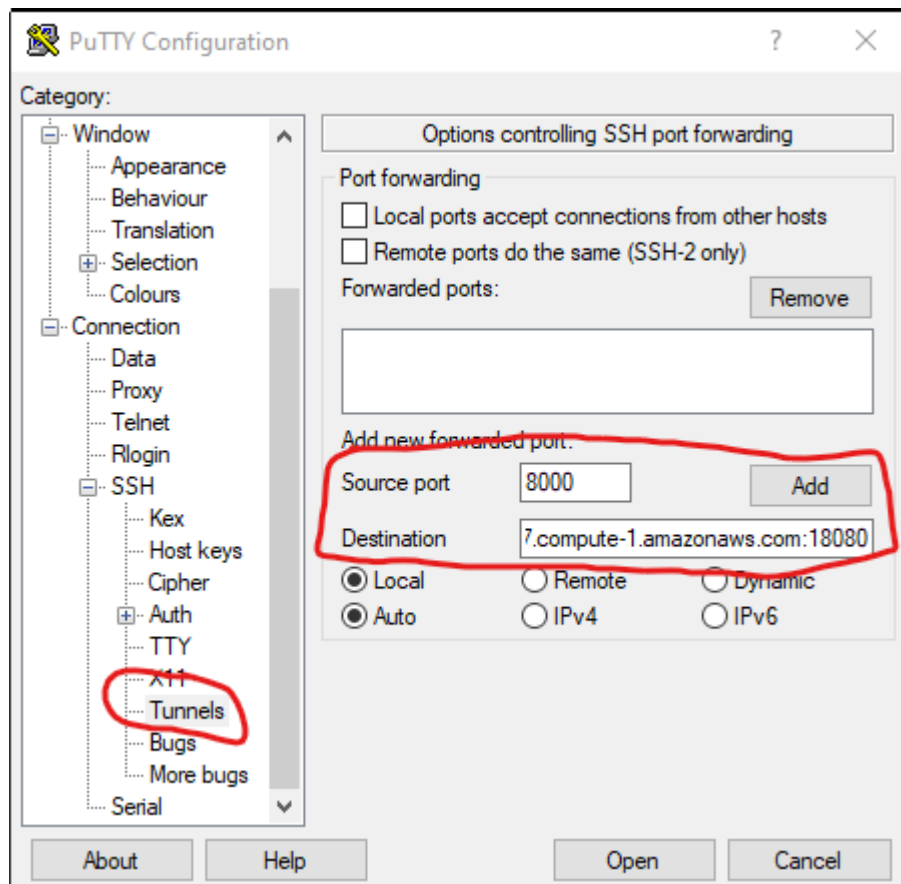 PuTTY Configuration
Category:
Window
Appearance
Behaviour
Translation
Selection
Colours
Connection
Data
Proxy
Telnet
Rlogin
SSH
Kex
Host keys
Cipher
Auth
TTY
X11
Tunnels
Bugs
More bugs
Serial
Options controlling SSH port forwarding
Port forwarding
Local ports accept connections from other hosts
Remote ports do the same (SSH-2 only)
Forwarded ports:
Remove
Add new forwarded port:
Source port 8000 Add
Destination 7.compute-1.amazonaws.com:18080
Local Remote Dynamic
Auto IPv4 IPv6
About Help Open Cancel